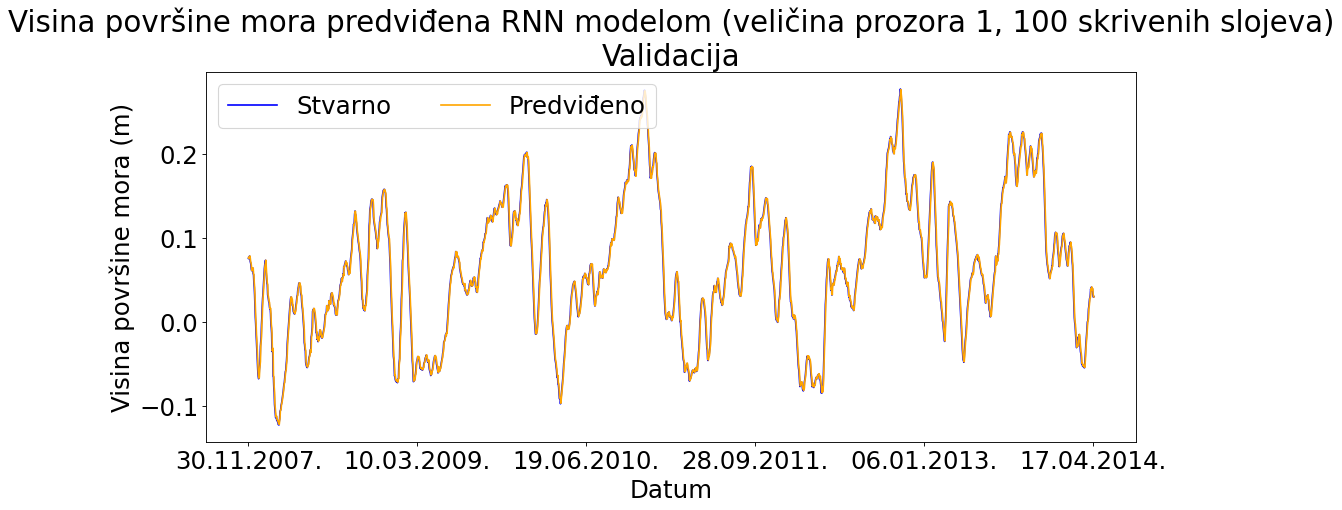 Visina površine mora predviđena RNN modelom (veličina prozora 1, 100 skrivenih slojeva)
Validacija
Stvarno Predviđeno
Visina površine mora (m)
0.2
0.1
0.0
−0.1
30.11.2007. 10.03.2009. 19.06.2010. 28.09.2011. 06.01.2013. 17.04.2014.
Datum